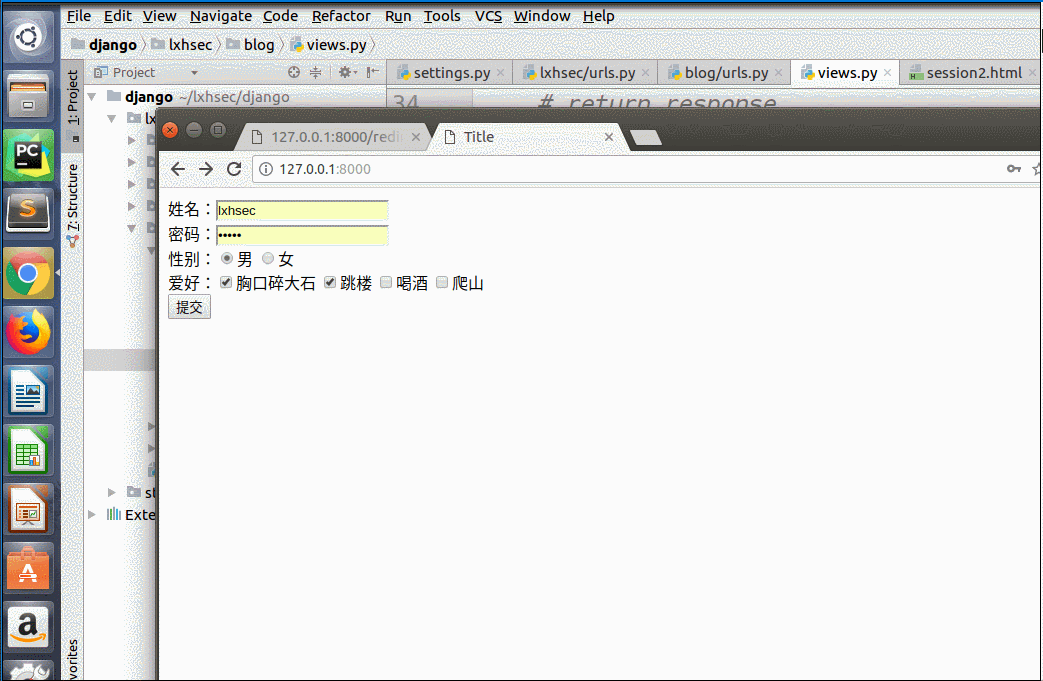 File Edit View Navigate Code Refactor Run Tools VCS Window Help
django lxhsec blog views.py
Project settings.py lxhsec/urls.py blog/urls.py views.py session2.html
1: Project
7: Structure
vorites
django ~/lxhsec/django
34 # return response
lx
st
Exte
127.0.0.1:8000/redi Title
127.0.0.1:8000
姓名:lxhsec
密码:•••••
性别: 男 女
爱好: 胸口碎大石 跳楼 喝酒 爬山
提交
PC
S
A
a